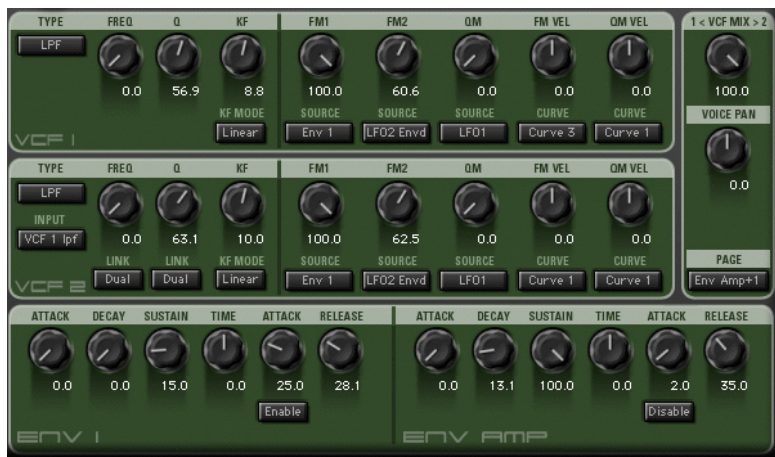 TYPE FREQ Q KF FM1 FM2 QM FM VEL QM VEL 1 < VCF MIX > 2
LPF
0.0 56.9 8.8 100.0 60.6 0.0 0.0 0.0 100.0
KF MODE SOURCE SOURCE SOURCE CURVE CURVE VOICE PAN
Linear Env 1 LFO2 Envd LFO1 Curve 3 Curve 1
VCF 1
TYPE FREQ Q KF FM1 FM2 QM FM VEL QM VEL
LPF
0.0
INPUT
VCF 1 lpf 0.0 63.1 10.0 100.0 62.5 0.0 0.0 0.0
LINK LINK KF MODE SOURCE SOURCE SOURCE CURVE CURVE PAGE
Dual Dual Linear Env 1 LFO2 Envd LFO1 Curve 1 Curve 1 Env Amp+1
VCF 2
ATTACK DECAY SUSTAIN TIME ATTACK RELEASE ATTACK DECAY SUSTAIN TIME ATTACK RELEASE
0.0 0.0 15.0 0.0 25.0 28.1 0.0 13.1 100.0 0.0 2.0 35.0
Enable Disable
ENV 1 ENV AMP